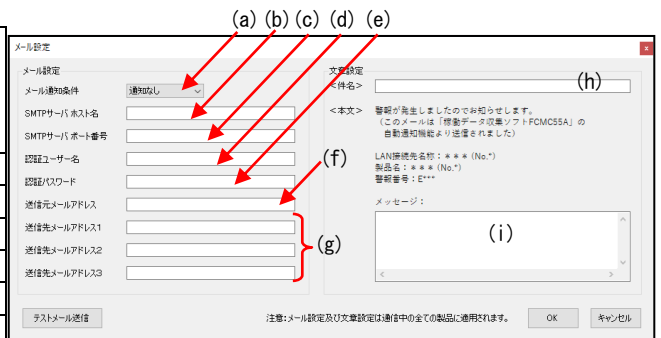 (a) (b) (c) (d) (e)
メール設定
メール設定
メール通知条件 通知なし
SMTPサーバ ホスト名
SMTPサーバ ポート番号
認証ユーザー名
認証パスワード
送信元メールアドレス
送信先メールアドレス1
送信先メールアドレス2
送信先メールアドレス3
(f)
(g)
文章設定
<件名> (h)
<本文> 警報が発生しましたのでお知らせします。
(このメールは「稼働データ収集ソフトFCMC55A」の
自動通知機能より送信されました)
LAN接続先名称:***(No.*)
製品名:***(No.*)
警報番号:E***
メッセージ:
(i)
テストメール送信 注意:メール設定及び文章設定は通信中の全ての製品に適用されます。 OK キャンセル